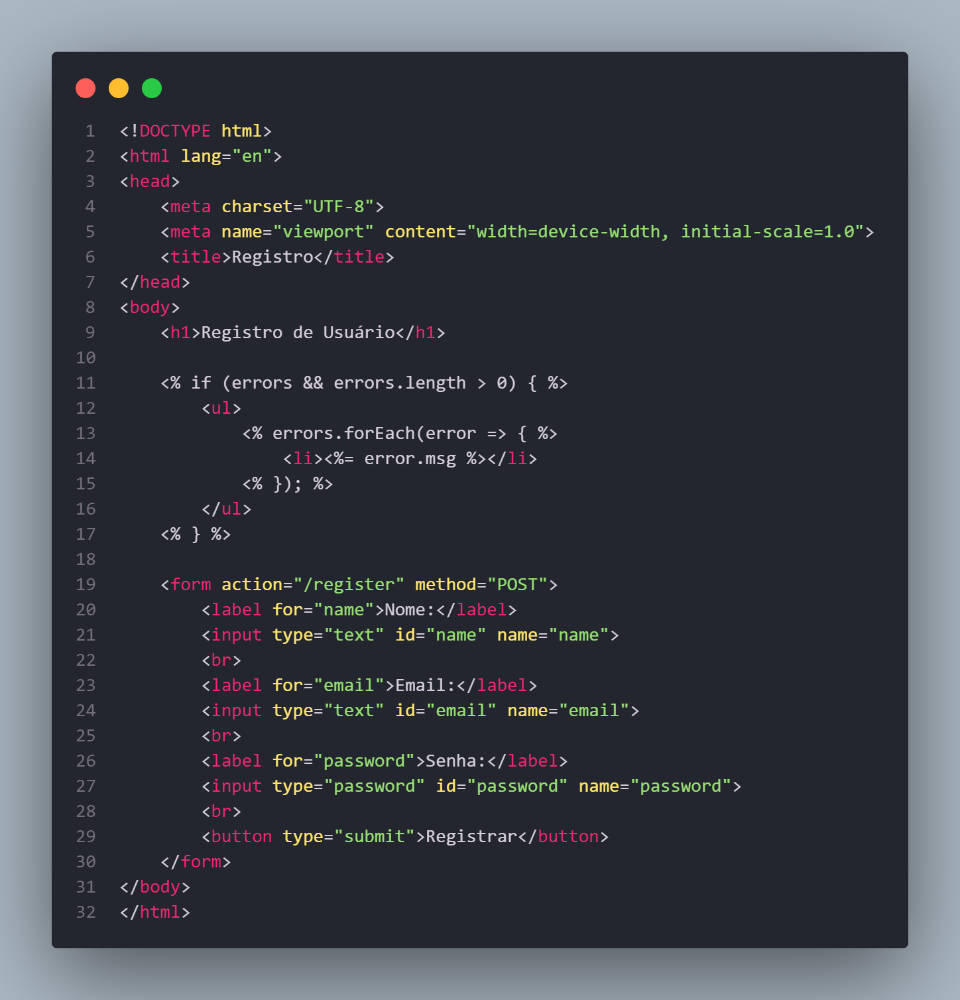 1 <!DOCTYPE html>
2 <html lang="en">
3 <head>
4     <meta charset="UTF-8">
5     <meta name="viewport" content="width=device-width, initial-scale=1.0">
6     <title>Registro</title>
7 </head>
8 <body>
9     <h1>Registro de Usuário</h1>
10
11     <% if (errors && errors.length > 0) { %>
12         <ul>
13             <% errors.forEach(error => { %>
14                 <li><%= error.msg %></li>
15             <% }); %>
16         </ul>
17     <% } %>
18
19     <form action="/register" method="POST">
20         <label for="name">Nome:</label>
21         <input type="text" id="name" name="name">
22         <br>
23         <label for="email">Email:</label>
24         <input type="text" id="email" name="email">
25         <br>
26         <label for="password">Senha:</label>
27         <input type="password" id="password" name="password">
28         <br>
29         <button type="submit">Registrar</button>
30     </form>
31 </body>
32 </html>